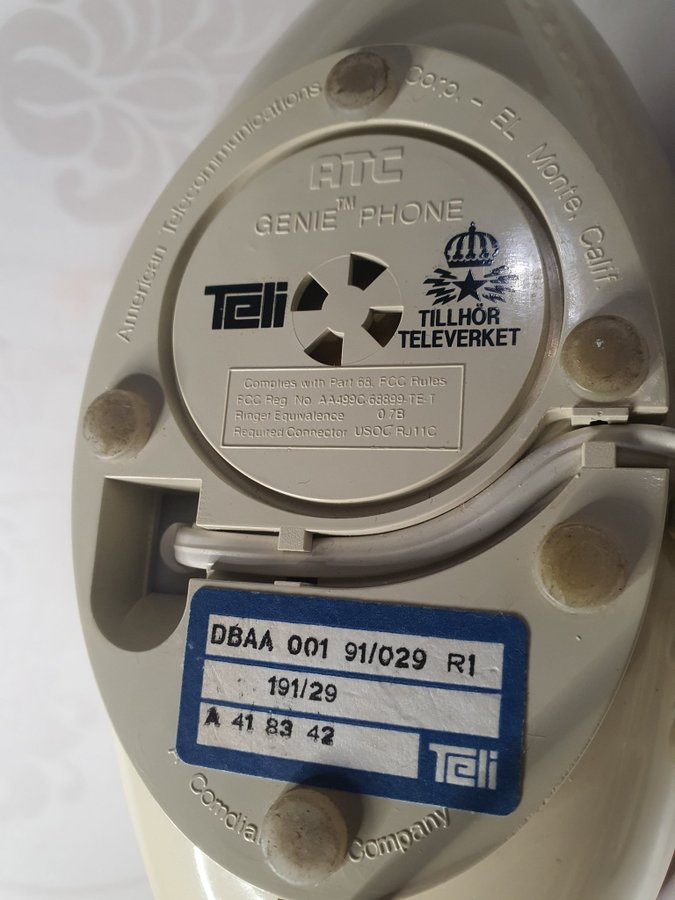 American Telecommunications Corp. - EL Monte, Calif.
ATC
GENIE™ PHONE
Teli
TILLHÖR
TELEVERKET
Complies with Part 68, FCC Rules
FCC Reg. No. AA499C-68899-TE-T
Ringer Equivalence 0.7B
Required Connector USOC RJ11C
DBAA 001 91/029 R1
191/29
A 41 83 42
Teli
A Comdial Company